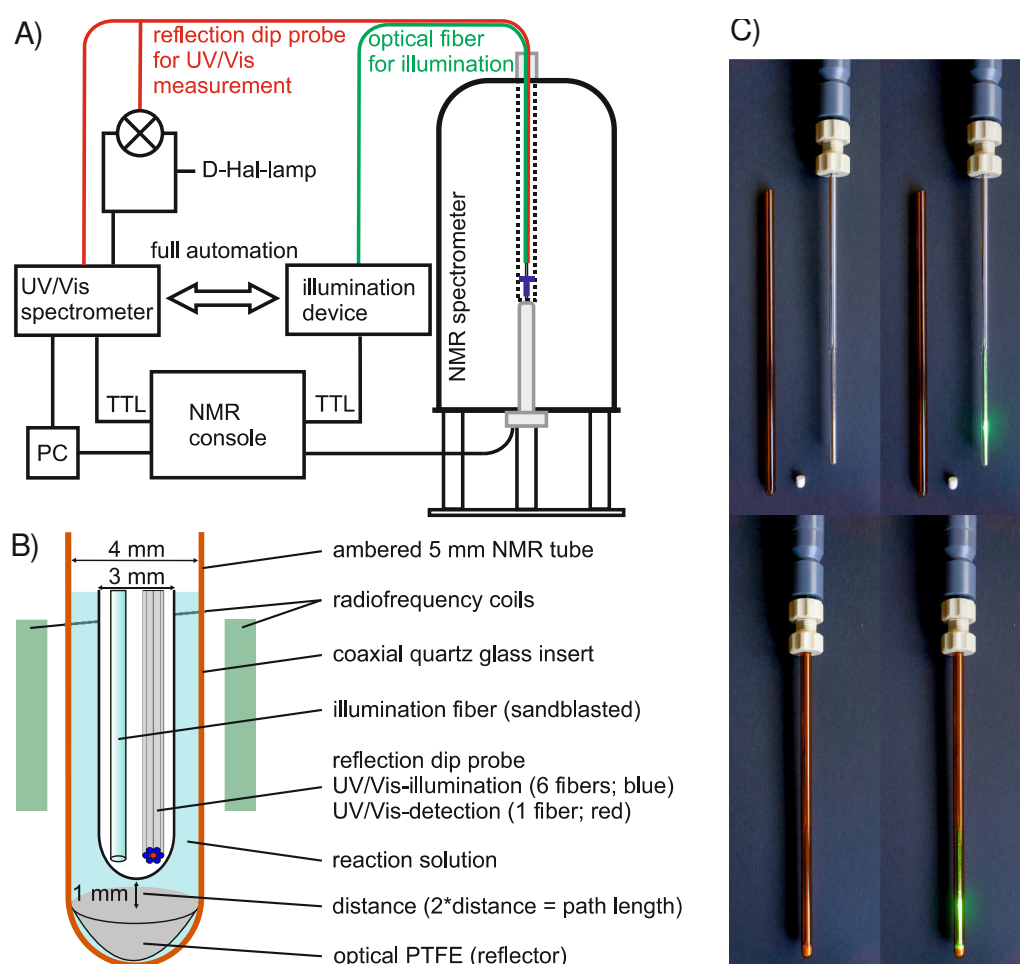 A)
reflection dip probe
for UV/Vis
measurement
optical fiber
for illumination
D-Hal-lamp
full automation
UV/Vis
spectrometer
illumination
device
NMR spectrometer
TTL
NMR
console
TTL
PC
B)
4 mm
3 mm
1 mm
ambered 5 mm NMR tube
radiofrequency coils
coaxial quartz glass insert
illumination fiber (sandblasted)
reflection dip probe
UV/Vis-illumination (6 fibers; blue)
UV/Vis-detection (1 fiber; red)
reaction solution
distance (2*distance = path length)
optical PTFE (reflector)
C)